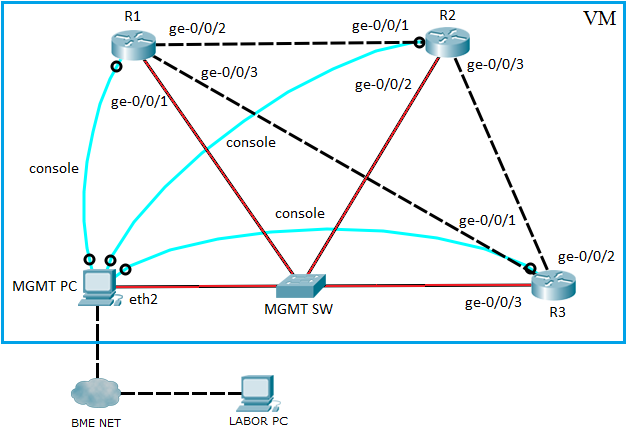 R1
R2
VM
ge-0/0/2
ge-0/0/1
ge-0/0/3
ge-0/0/3
ge-0/0/1
ge-0/0/2
console
console
console
ge-0/0/1
ge-0/0/2
MGMT PC
eth2
MGMT SW
ge-0/0/3
R3
BME NET
LABOR PC